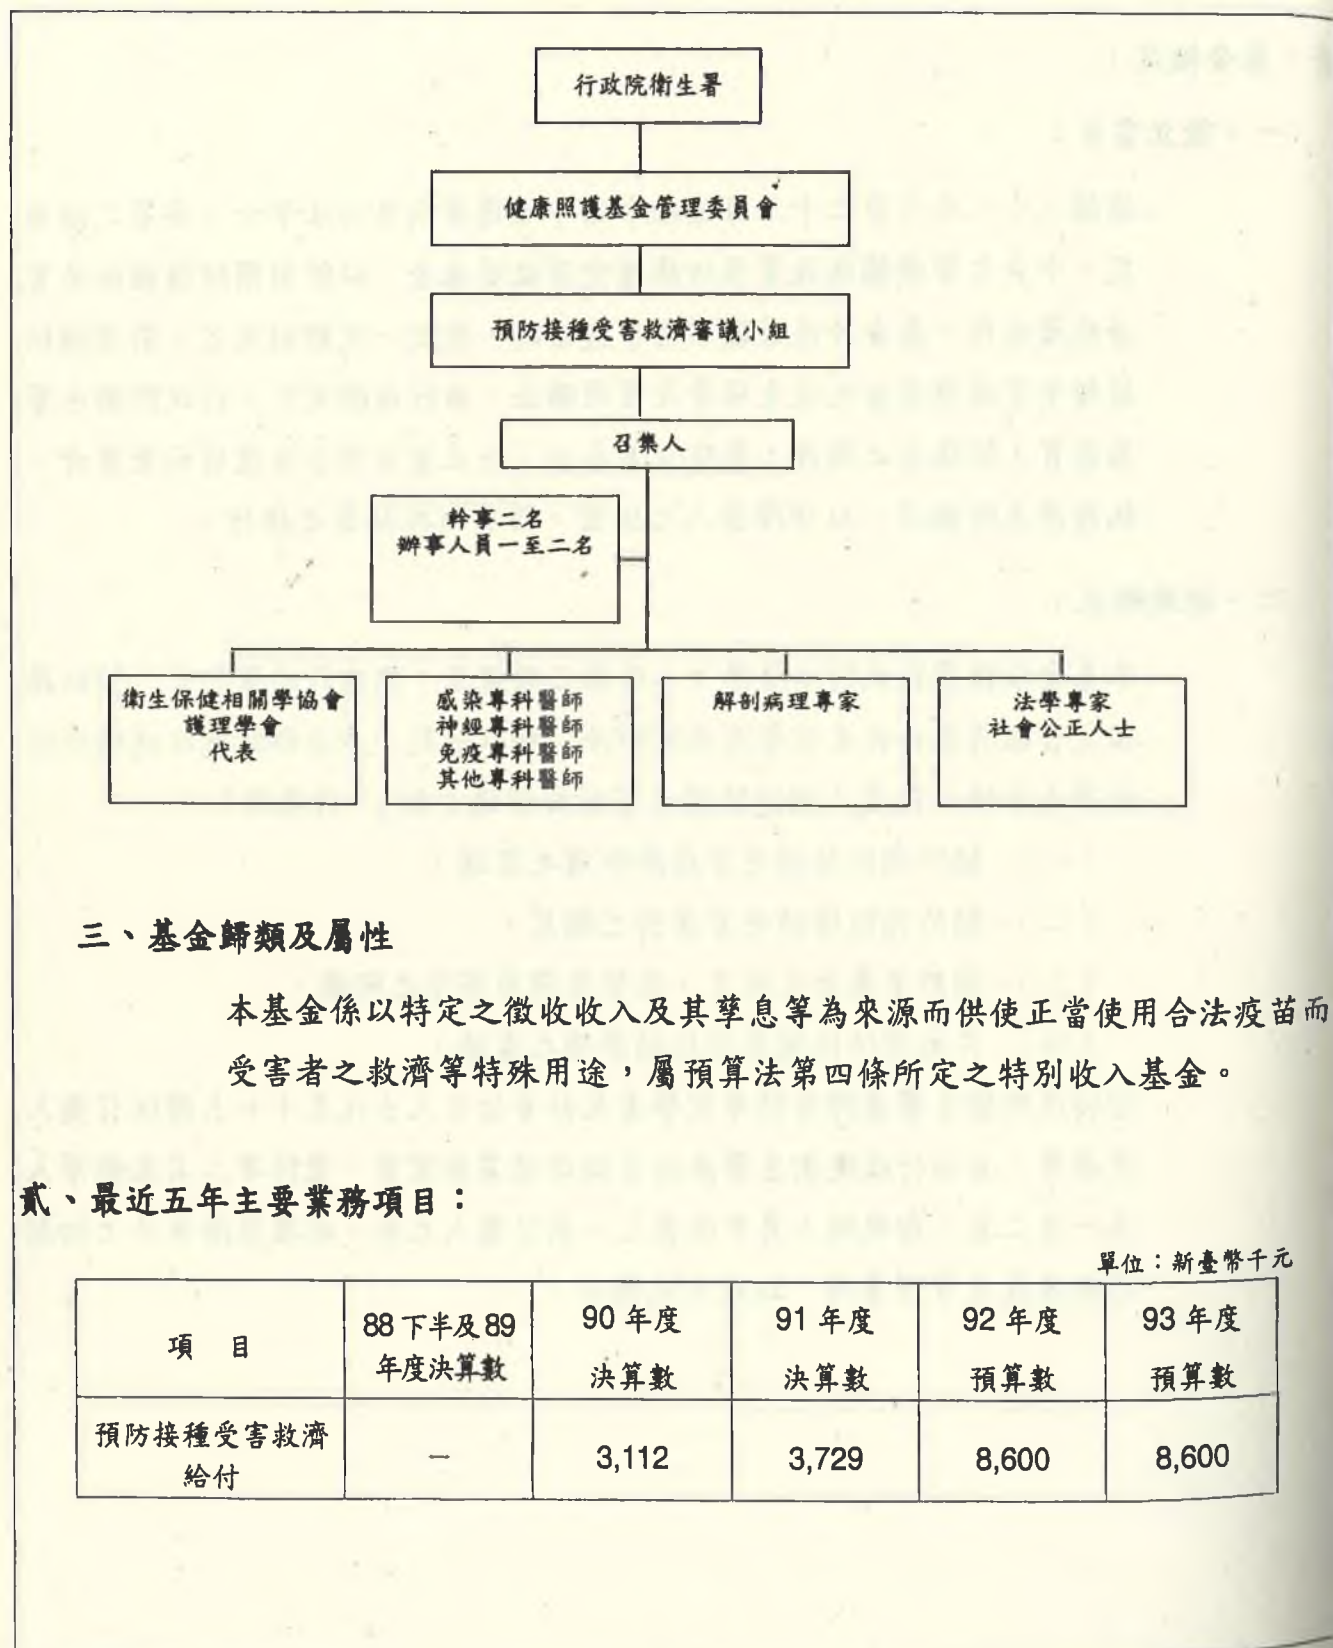 行政院衛生署
健康照護基金管理委員會
預防接種受害救濟審議小組
召集人
幹事二名
辦事人員一至二名
衛生保健相關學協會
護理學會
代表
感染專科醫師
神經專科醫師
免疫專科醫師
其他專科醫師
解剖病理專家
法學專家
社會公正人士
三、基金歸類及屬性
本基金係以特定之徵收收入及其孳息等為來源而供使正當使用合法疫苗而
受害者之救濟等特殊用途，屬預算法第四條所定之特別收入基金。
貳、最近五年主要業務項目：
單位：新臺幣千元
項 目
88 下半及 89
年度決算數
90 年度
決算數
91 年度
決算數
92 年度
預算數
93 年度
預算數
預防接種受害救濟
給付
—
3,112
3,729
8,600
8,600